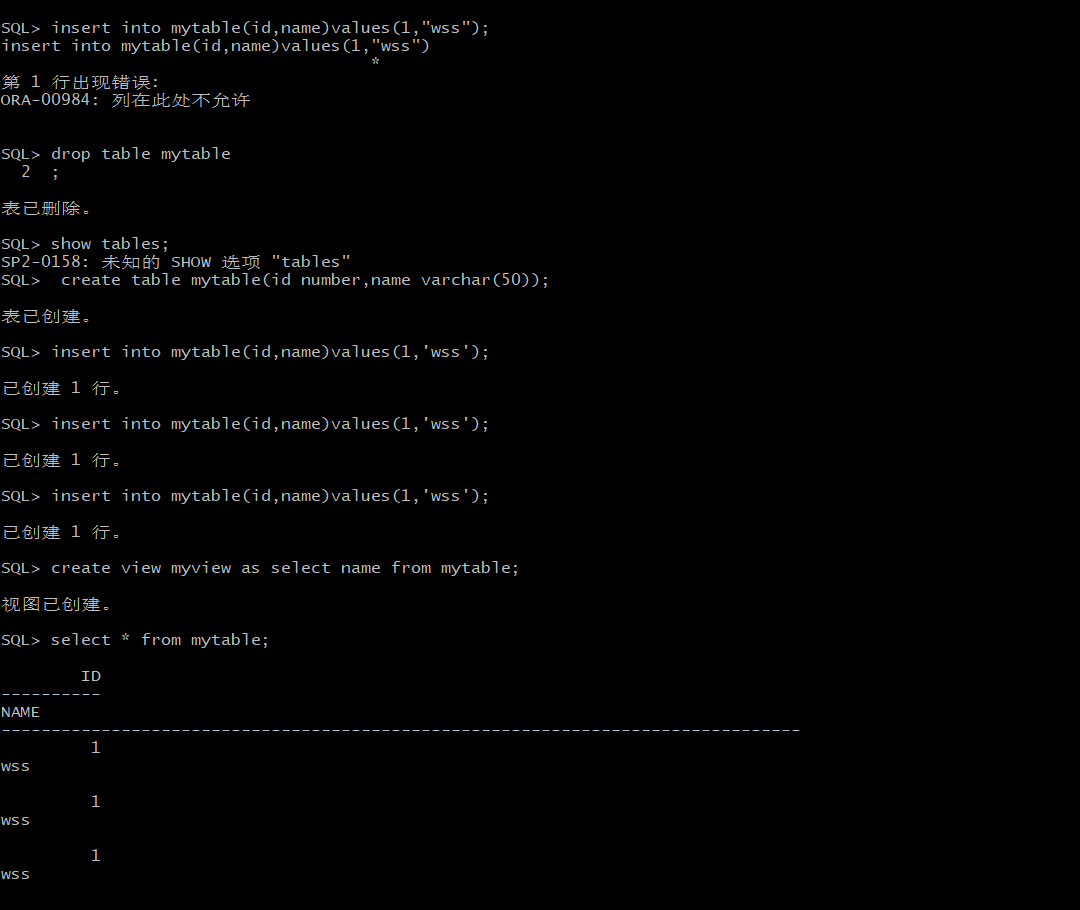 SQL> insert into mytable(id,name)values(1,"wss");
insert into mytable(id,name)values(1,"wss")
*
第 1 行出现错误:
ORA-00984: 列在此处不允许
SQL> drop table mytable
2 ;
表已删除。
SQL> show tables;
SP2-0158: 未知的 SHOW 选项 "tables"
SQL>  create table mytable(id number,name varchar(50));
表已创建。
SQL> insert into mytable(id,name)values(1,'wss');
已创建 1 行。
SQL> insert into mytable(id,name)values(1,'wss');
已创建 1 行。
SQL> insert into mytable(id,name)values(1,'wss');
已创建 1 行。
SQL> create view myview as select name from mytable;
视图已创建。
SQL> select * from mytable;
ID
----------
NAME
--------------------------------------------------------------------------------
1
wss
1
wss
1
wss